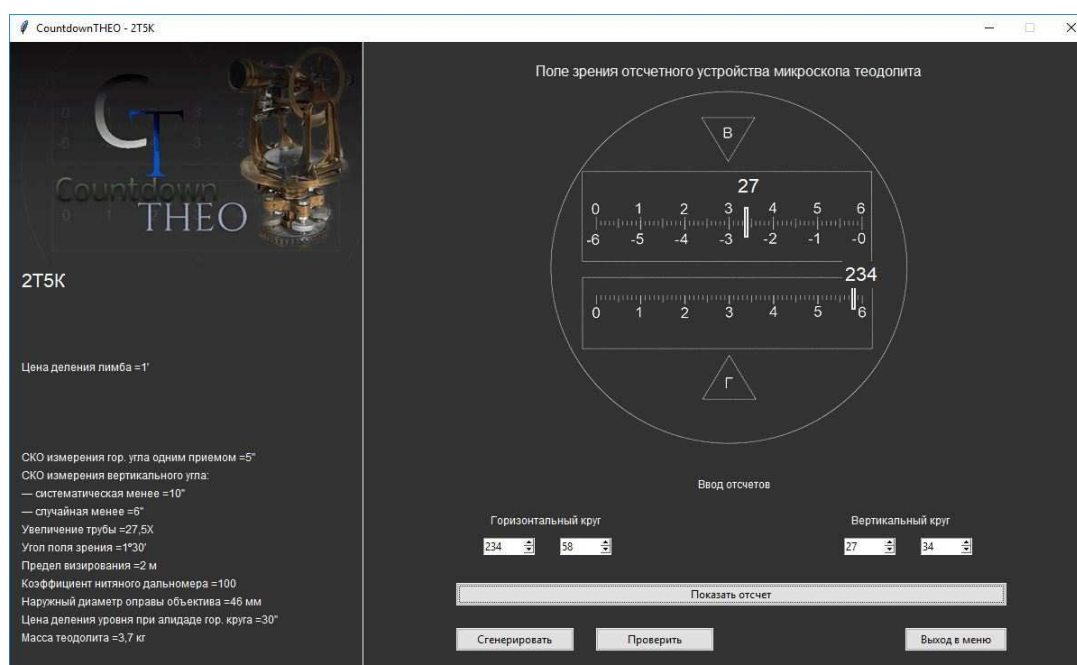 CountdownTHEO - 2T5K
CT
Countdown
THEO
2Т5К
Цена деления лимба =1'
СКО измерения гор. угла одним приемом =5"
СКО измерения вертикального угла:
— систематическая менее =10"
— случайная менее =6"
Увеличение трубы =27,5X
Угол поля зрения =1°30'
Предел визирования =2 м
Коэффициент нитяного дальномера =100
Наружный диаметр оправы объектива =46 мм
Цена деления уровня при алидаде гор. круга =30"
Масса теодолита =3,7 кг
Поле зрения отсчетного устройства микроскопа теодолита
В
27
0 1 2 3 4 5 6
-6 -5 -4 -3 -2 -1 -0
234
0 1 2 3 4 5 6
Г
Ввод отсчетов
Горизонтальный круг Вертикальный круг
234 58 27 34
Показать отсчет
Сгенерировать Проверить Выход в меню